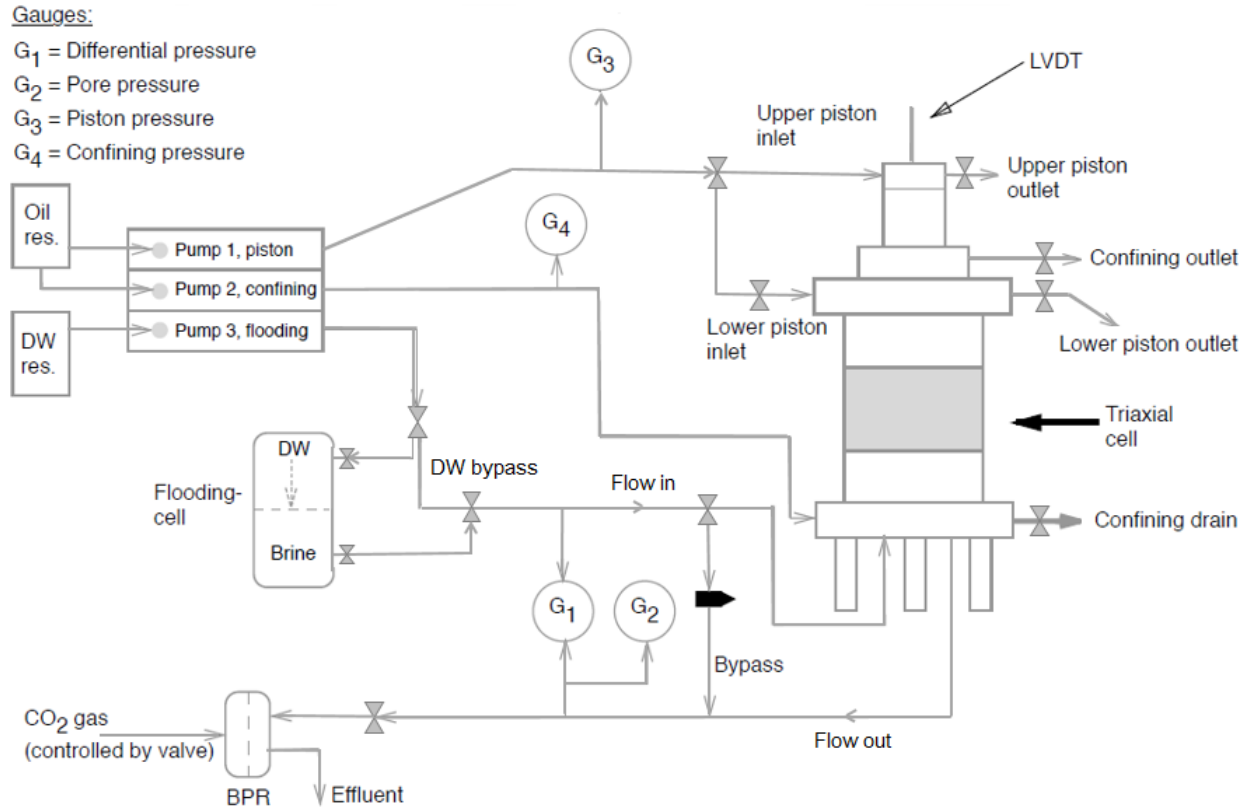 Gauges:
G1 = Differential pressure
G2 = Pore pressure
G3 = Piston pressure
G4 = Confining pressure
G3
LVDT
Upper piston
inlet
Upper piston
outlet
Oil
res.
Pump 1, piston
G4
Pump 2, confining
Confining outlet
DW
res.
Pump 3, flooding
Lower piston
inlet
Lower piston outlet
Triaxial
cell
DW
DW bypass
Flow in
Flooding-
cell
Brine
Confining drain
G1
G2
Bypass
CO2 gas
(controlled by valve)
Flow out
BPR
Effluent